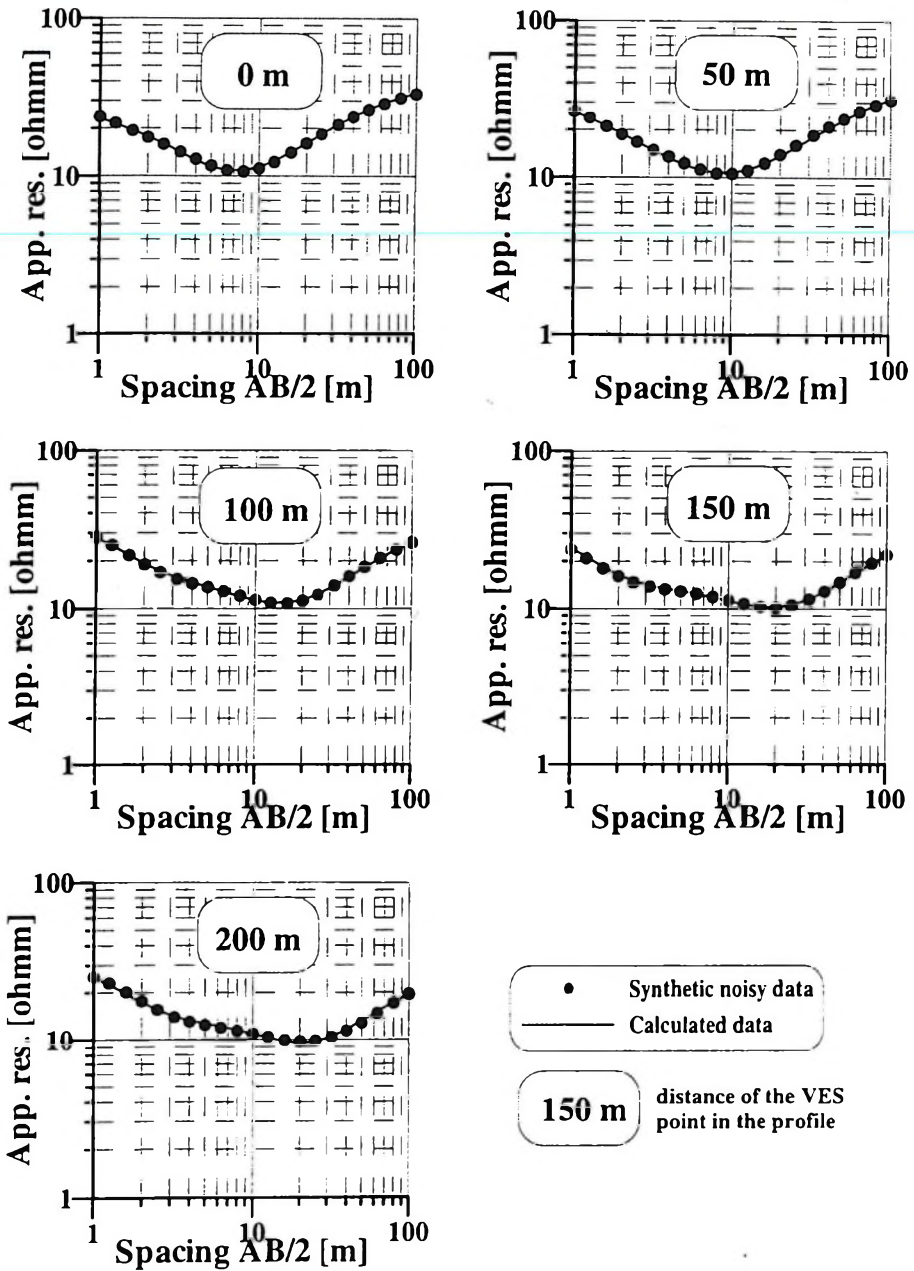 100
10
1
App. res. [ohmm]
0 m
1
10
100
Spacing AB/2 [m]
100
10
1
App. res. [ohmm]
50 m
1
10
100
Spacing AB/2 [m]
100
10
1
App. res. [ohmm]
100 m
1
10
100
Spacing AB/2 [m]
100
10
1
App. res. [ohmm]
150 m
1
10
100
Spacing AB/2 [m]
100
10
1
App. res. [ohmm]
200 m
1
10
100
Spacing AB/2 [m]
Synthetic noisy data
Calculated data
150 m
distance of the VES
point in the profile